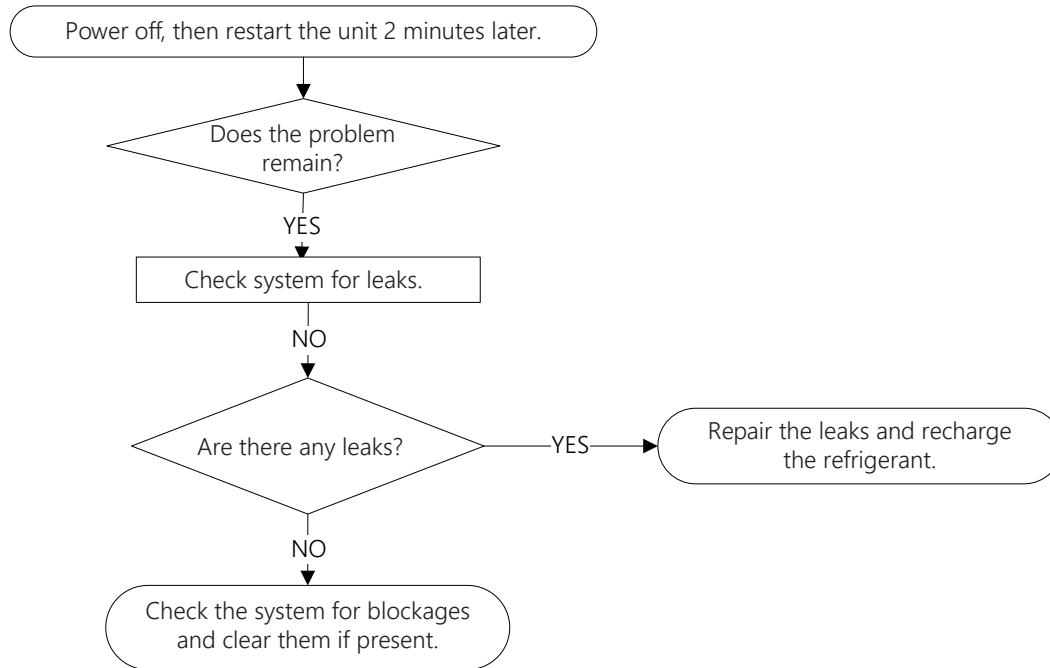 Power off, then restart the unit 2 minutes later.
Does the problem
remain?
YES
Check system for leaks.
NO
Are there any leaks?
YES
Repair the leaks and recharge
the refrigerant.
NO
Check the system for blockages
and clear them if present.